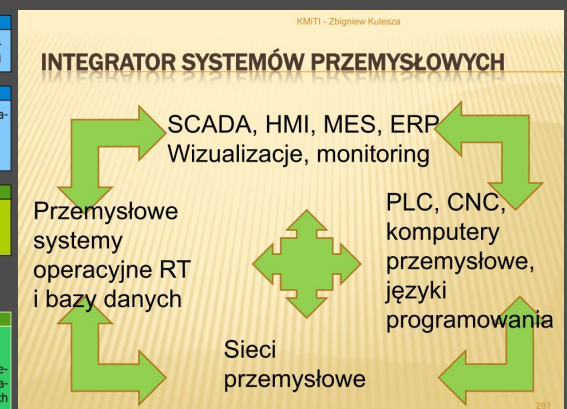 KMiTI - Zbigniew Kulesza
INTEGRATOR SYSTEMÓW PRZEMYSŁOWYCH
SCADA, HMI, MES, ERP
Wizualizacje, monitoring
Przemysłowe
systemy
operacyjne RT
i bazy danych
PLC, CNC,
komputery
przemysłowe,
języki
programowania
Sieci
przemysłowe
281